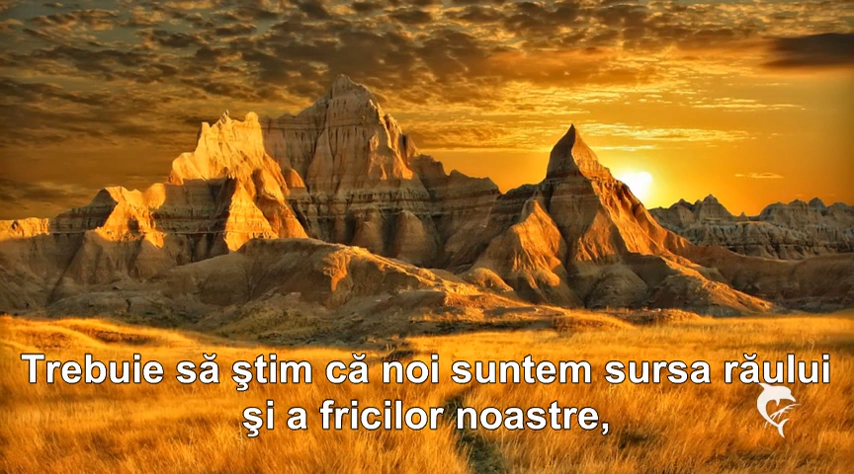 Trebuie să ştim că noi suntem sursa răului
şi a fricilor noastre,